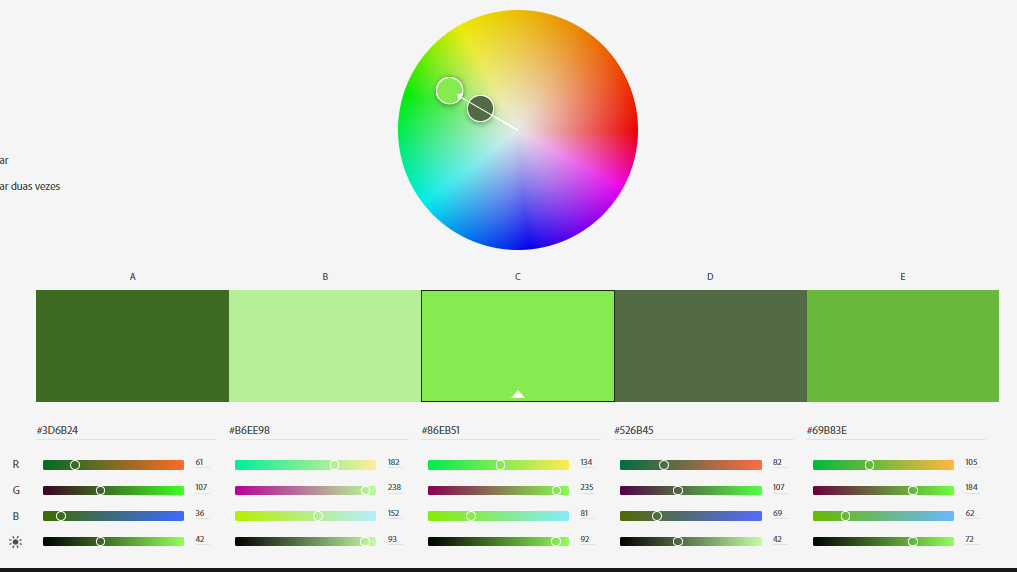 ar
ar duas vezes
A B C D E
#3D6B24 #B6EE98 #86EB51 #526B45 #69B83E
R 61 182 134 82 105
G 107 238 235 107 184
B 36 152 81 69 62
42 93 92 42 72